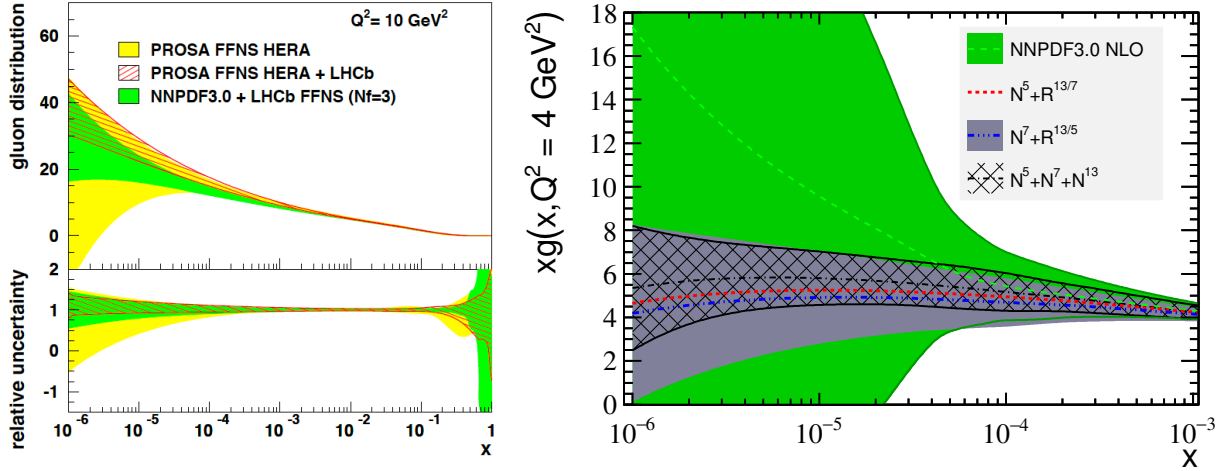 Q²= 10 GeV²
PROSA FFNS HERA
PROSA FFNS HERA + LHCb
NNPDF3.0 + LHCb FFNS (Nf=3)
gluon distribution
60
40
20
0
relative uncertainty
2
1
0
-1
10⁻⁶ 10⁻⁵ 10⁻⁴ 10⁻³ 10⁻² 10⁻¹ 1
x
xg(x,Q² = 4 GeV²)
18
16
14
12
10
8
6
4
2
0
NNPDF3.0 NLO
N⁵+R¹³/⁷
N⁷+R¹³/⁵
N⁵+N⁷+N¹³
10⁻⁶ 10⁻⁵ 10⁻⁴ 10⁻³
x